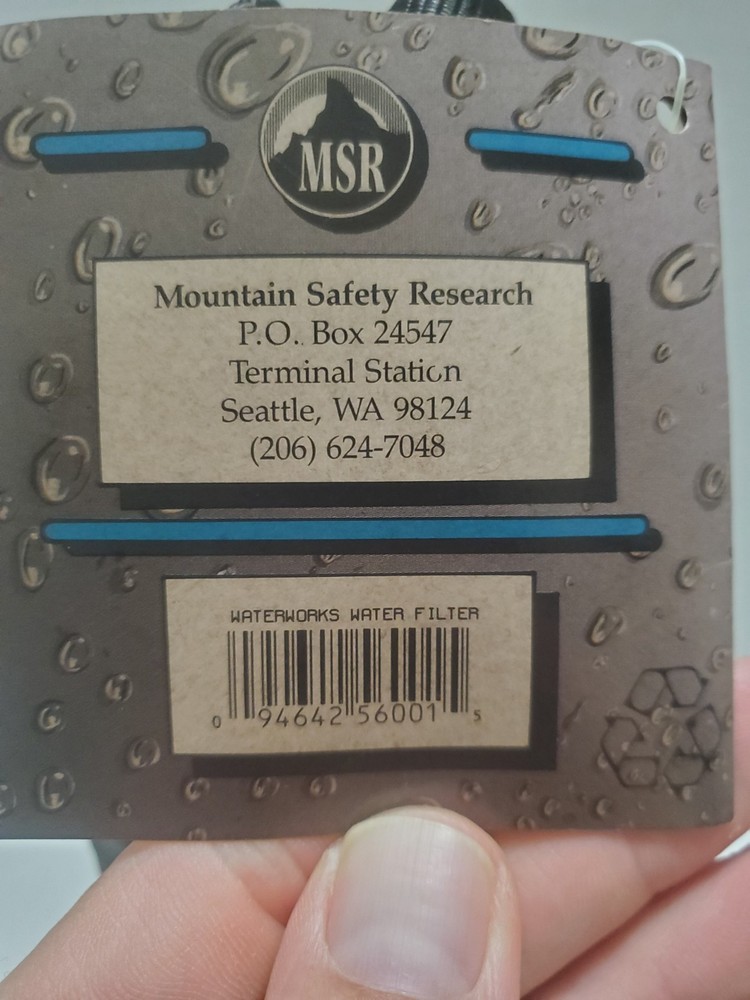 MSR
Mountain Safety Research
P.O. Box 24547
Terminal Station
Seattle, WA 98124
(206) 624-7048
WATERWORKS WATER FILTER
0 94642 56001 5